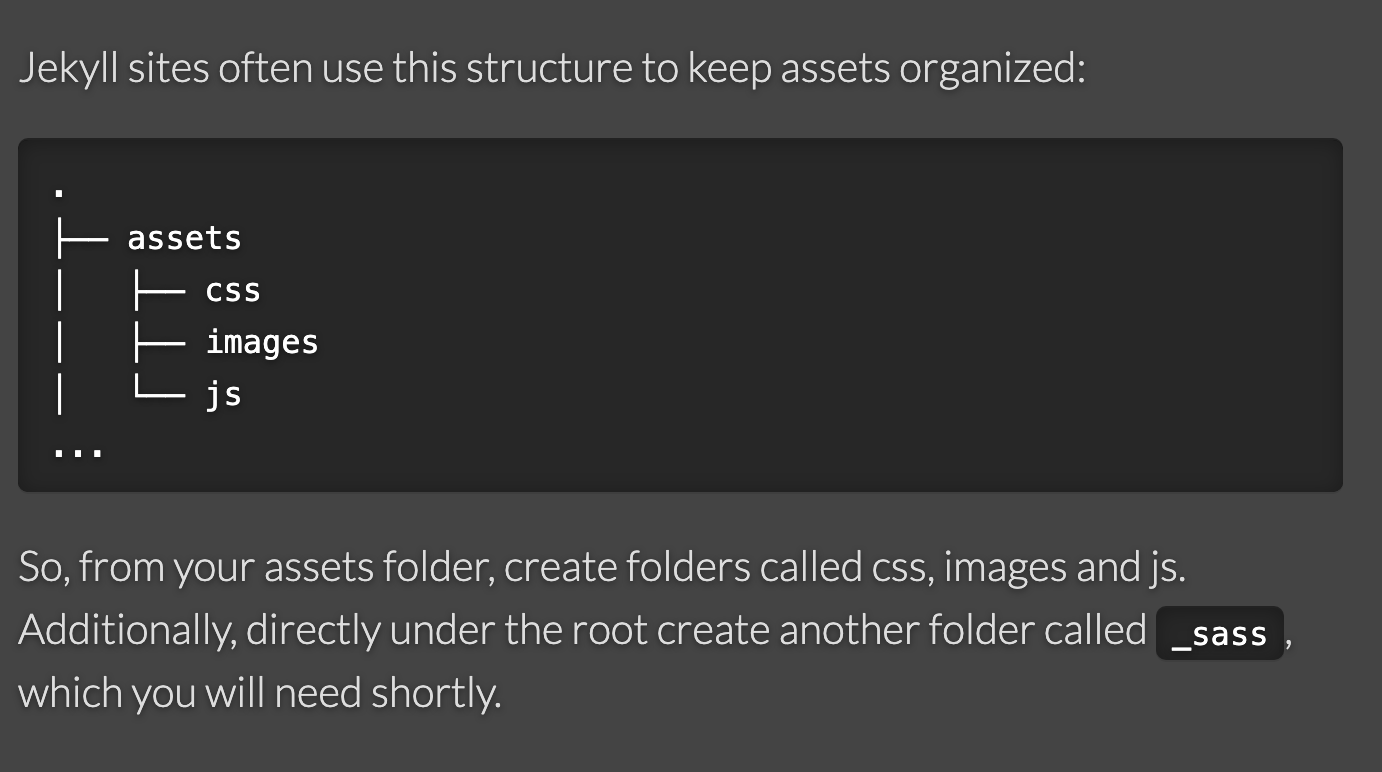 Jekyll sites often use this structure to keep assets organized:
.
├── assets
│   ├── css
│   ├── images
│   └── js
...
So, from your assets folder, create folders called css, images and js.
Additionally, directly under the root create another folder called _sass,
which you will need shortly.